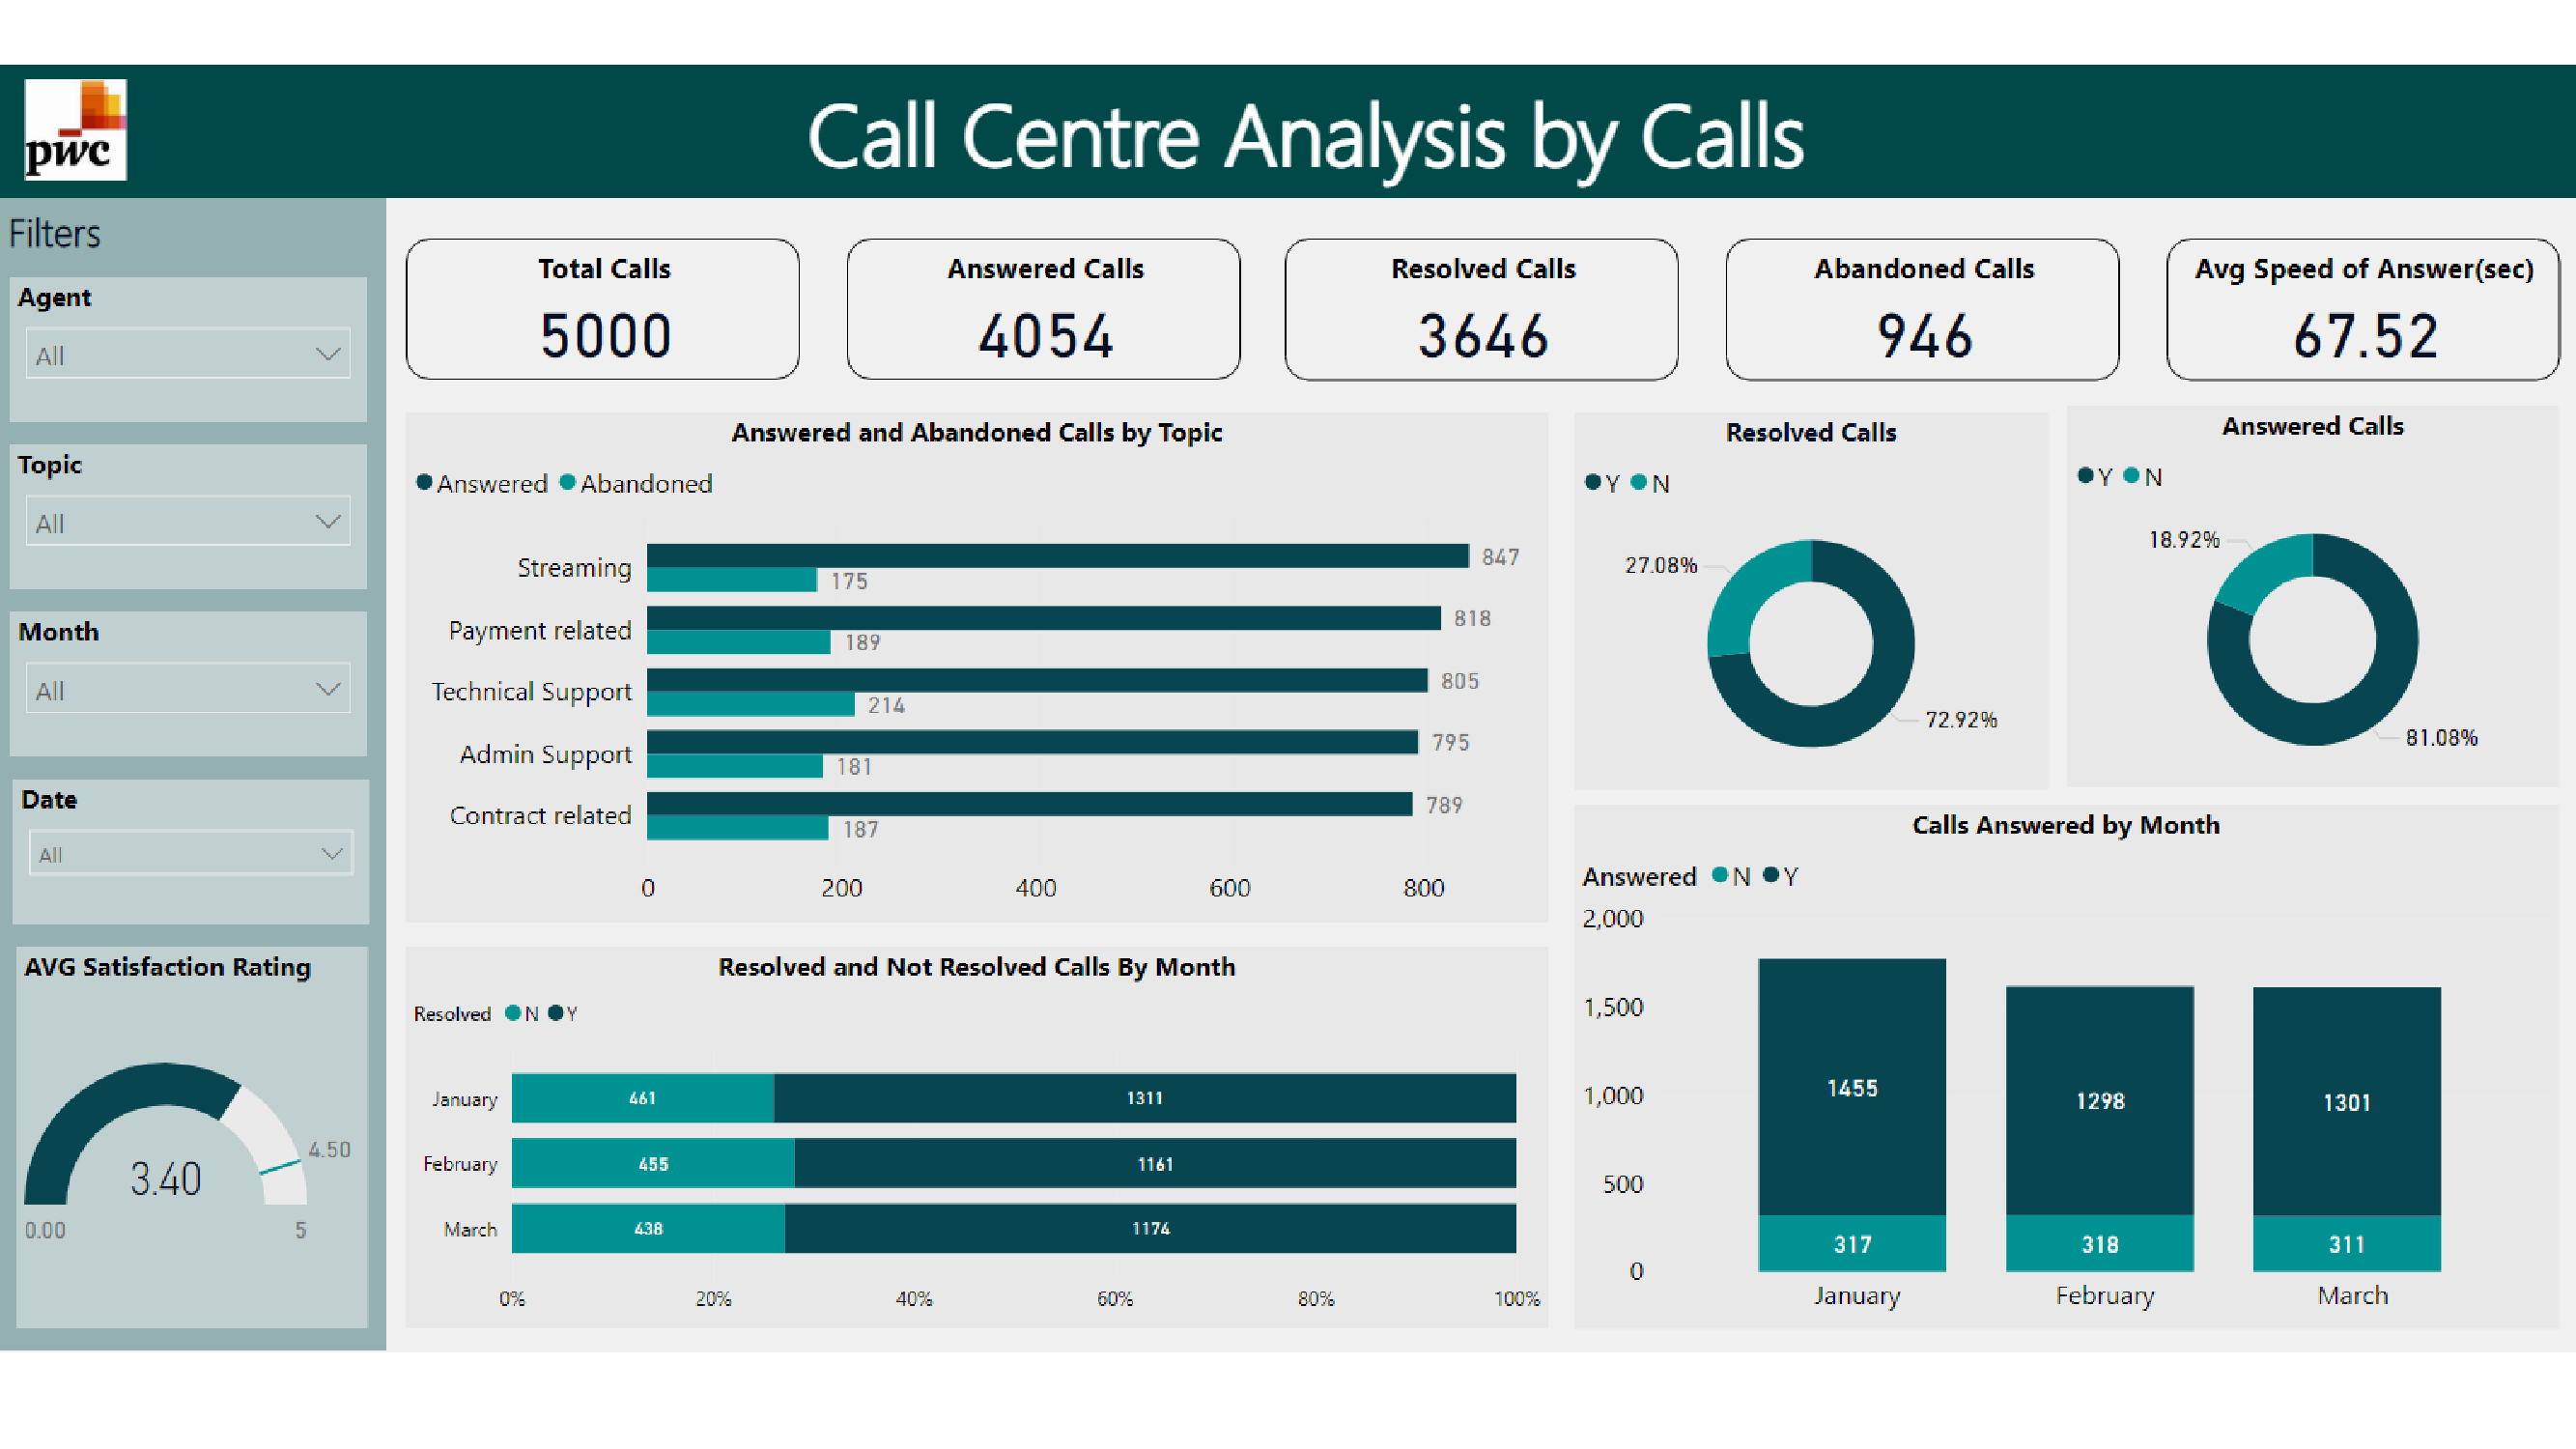 pwc
Call Centre Analysis by Calls
Filters
Agent
All
Topic
All
Month
All
Date
All
AVG Satisfaction Rating
4.50
3.40
0.00 5
Total Calls
5000
Answered Calls
4054
Resolved Calls
3646
Abandoned Calls
946
Avg Speed of Answer(sec)
67.52
Answered and Abandoned Calls by Topic
Answered Abandoned
Streaming 847
175
Payment related 818
189
Technical Support 805
214
Admin Support 795
181
Contract related 789
187
0 200 400 600 800
Resolved Calls
Y N
27.08%
72.92%
Answered Calls
Y N
18.92%
81.08%
Resolved and Not Resolved Calls By Month
Resolved N Y
January 461 1311
February 455 1161
March 438 1174
0% 20% 40% 60% 80% 100%
Calls Answered by Month
Answered N Y
2,000
1,500
1,000
500
0
1455 1298 1301
317 318 311
January February March